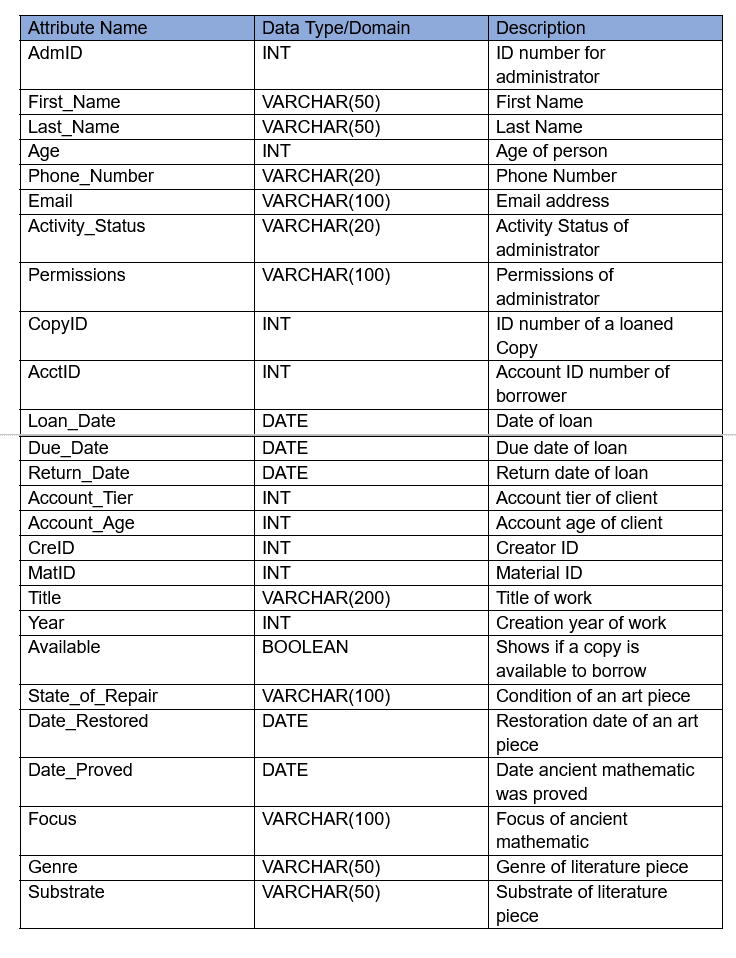 Attribute Name Data Type/Domain Description
AdmID INT ID number for
administrator
First_Name VARCHAR(50) First Name
Last_Name VARCHAR(50) Last Name
Age INT Age of person
Phone_Number VARCHAR(20) Phone Number
Email VARCHAR(100) Email address
Activity_Status VARCHAR(20) Activity Status of
administrator
Permissions VARCHAR(100) Permissions of
administrator
CopyID INT ID number of a loaned
Copy
AcctID INT Account ID number of
borrower
Loan_Date DATE Date of loan
Due_Date DATE Due date of loan
Return_Date DATE Return date of loan
Account_Tier INT Account tier of client
Account_Age INT Account age of client
CreID INT Creator ID
MatID INT Material ID
Title VARCHAR(200) Title of work
Year INT Creation year of work
Available BOOLEAN Shows if a copy is
available to borrow
State_of_Repair VARCHAR(100) Condition of an art piece
Date_Restored DATE Restoration date of an art
piece
Date_Proved DATE Date ancient mathematic
was proved
Focus VARCHAR(100) Focus of ancient
mathematic
Genre VARCHAR(50) Genre of literature piece
Substrate VARCHAR(50) Substrate of literature
piece